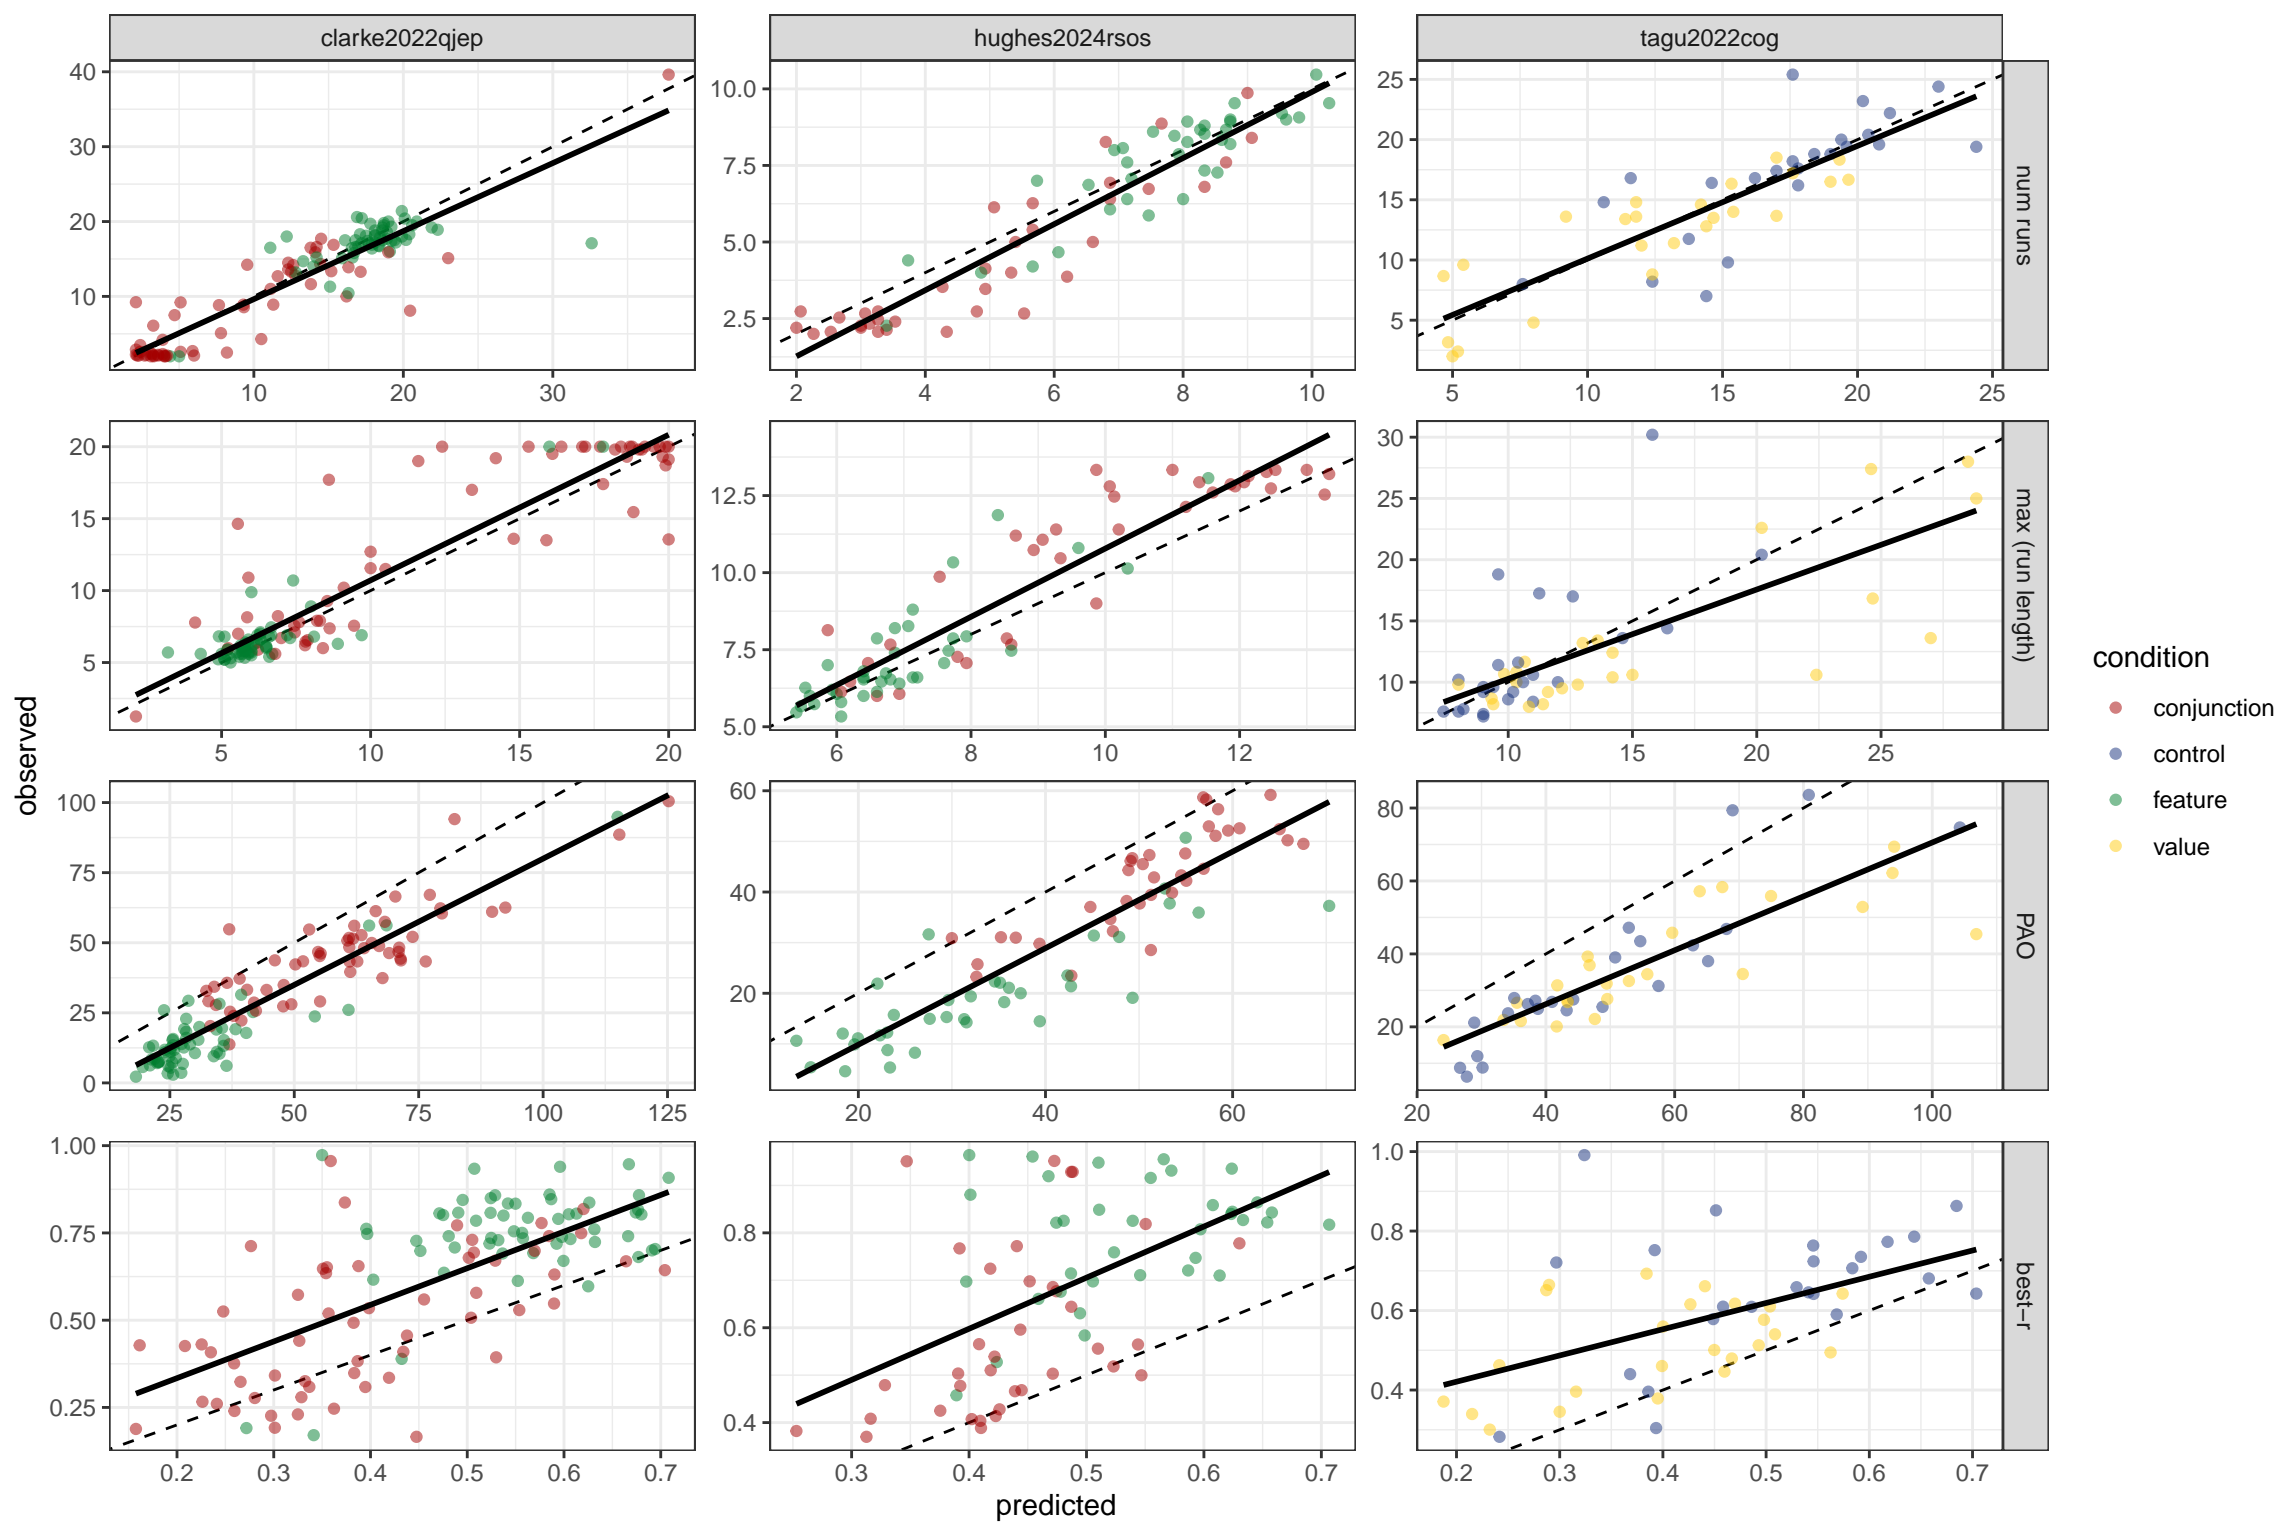 clarke2022qjep hughes2024rsos tagu2022cog
40 30 20 10
10 20 30
10.0 7.5 5.0 2.5
2 4 6 8 10
25 20 15 10 5
5 10 15 20 25
num runs
20 15 10 5
5 10 15 20
12.5 10.0 7.5 5.0
6 8 10 12
30 25 20 15 10
10 15 20 25
max (run length)
100 75 50 25 0
25 50 75 100 125
60 40 20
20 40 60
80 60 40 20
20 40 60 80 100
PAO
1.00 0.75 0.50 0.25
0.2 0.3 0.4 0.5 0.6 0.7
0.8 0.6 0.4
0.3 0.4 0.5 0.6 0.7
1.0 0.8 0.6 0.4
0.2 0.3 0.4 0.5 0.6 0.7
best−r
observed
predicted
condition
conjunction
control
feature
value